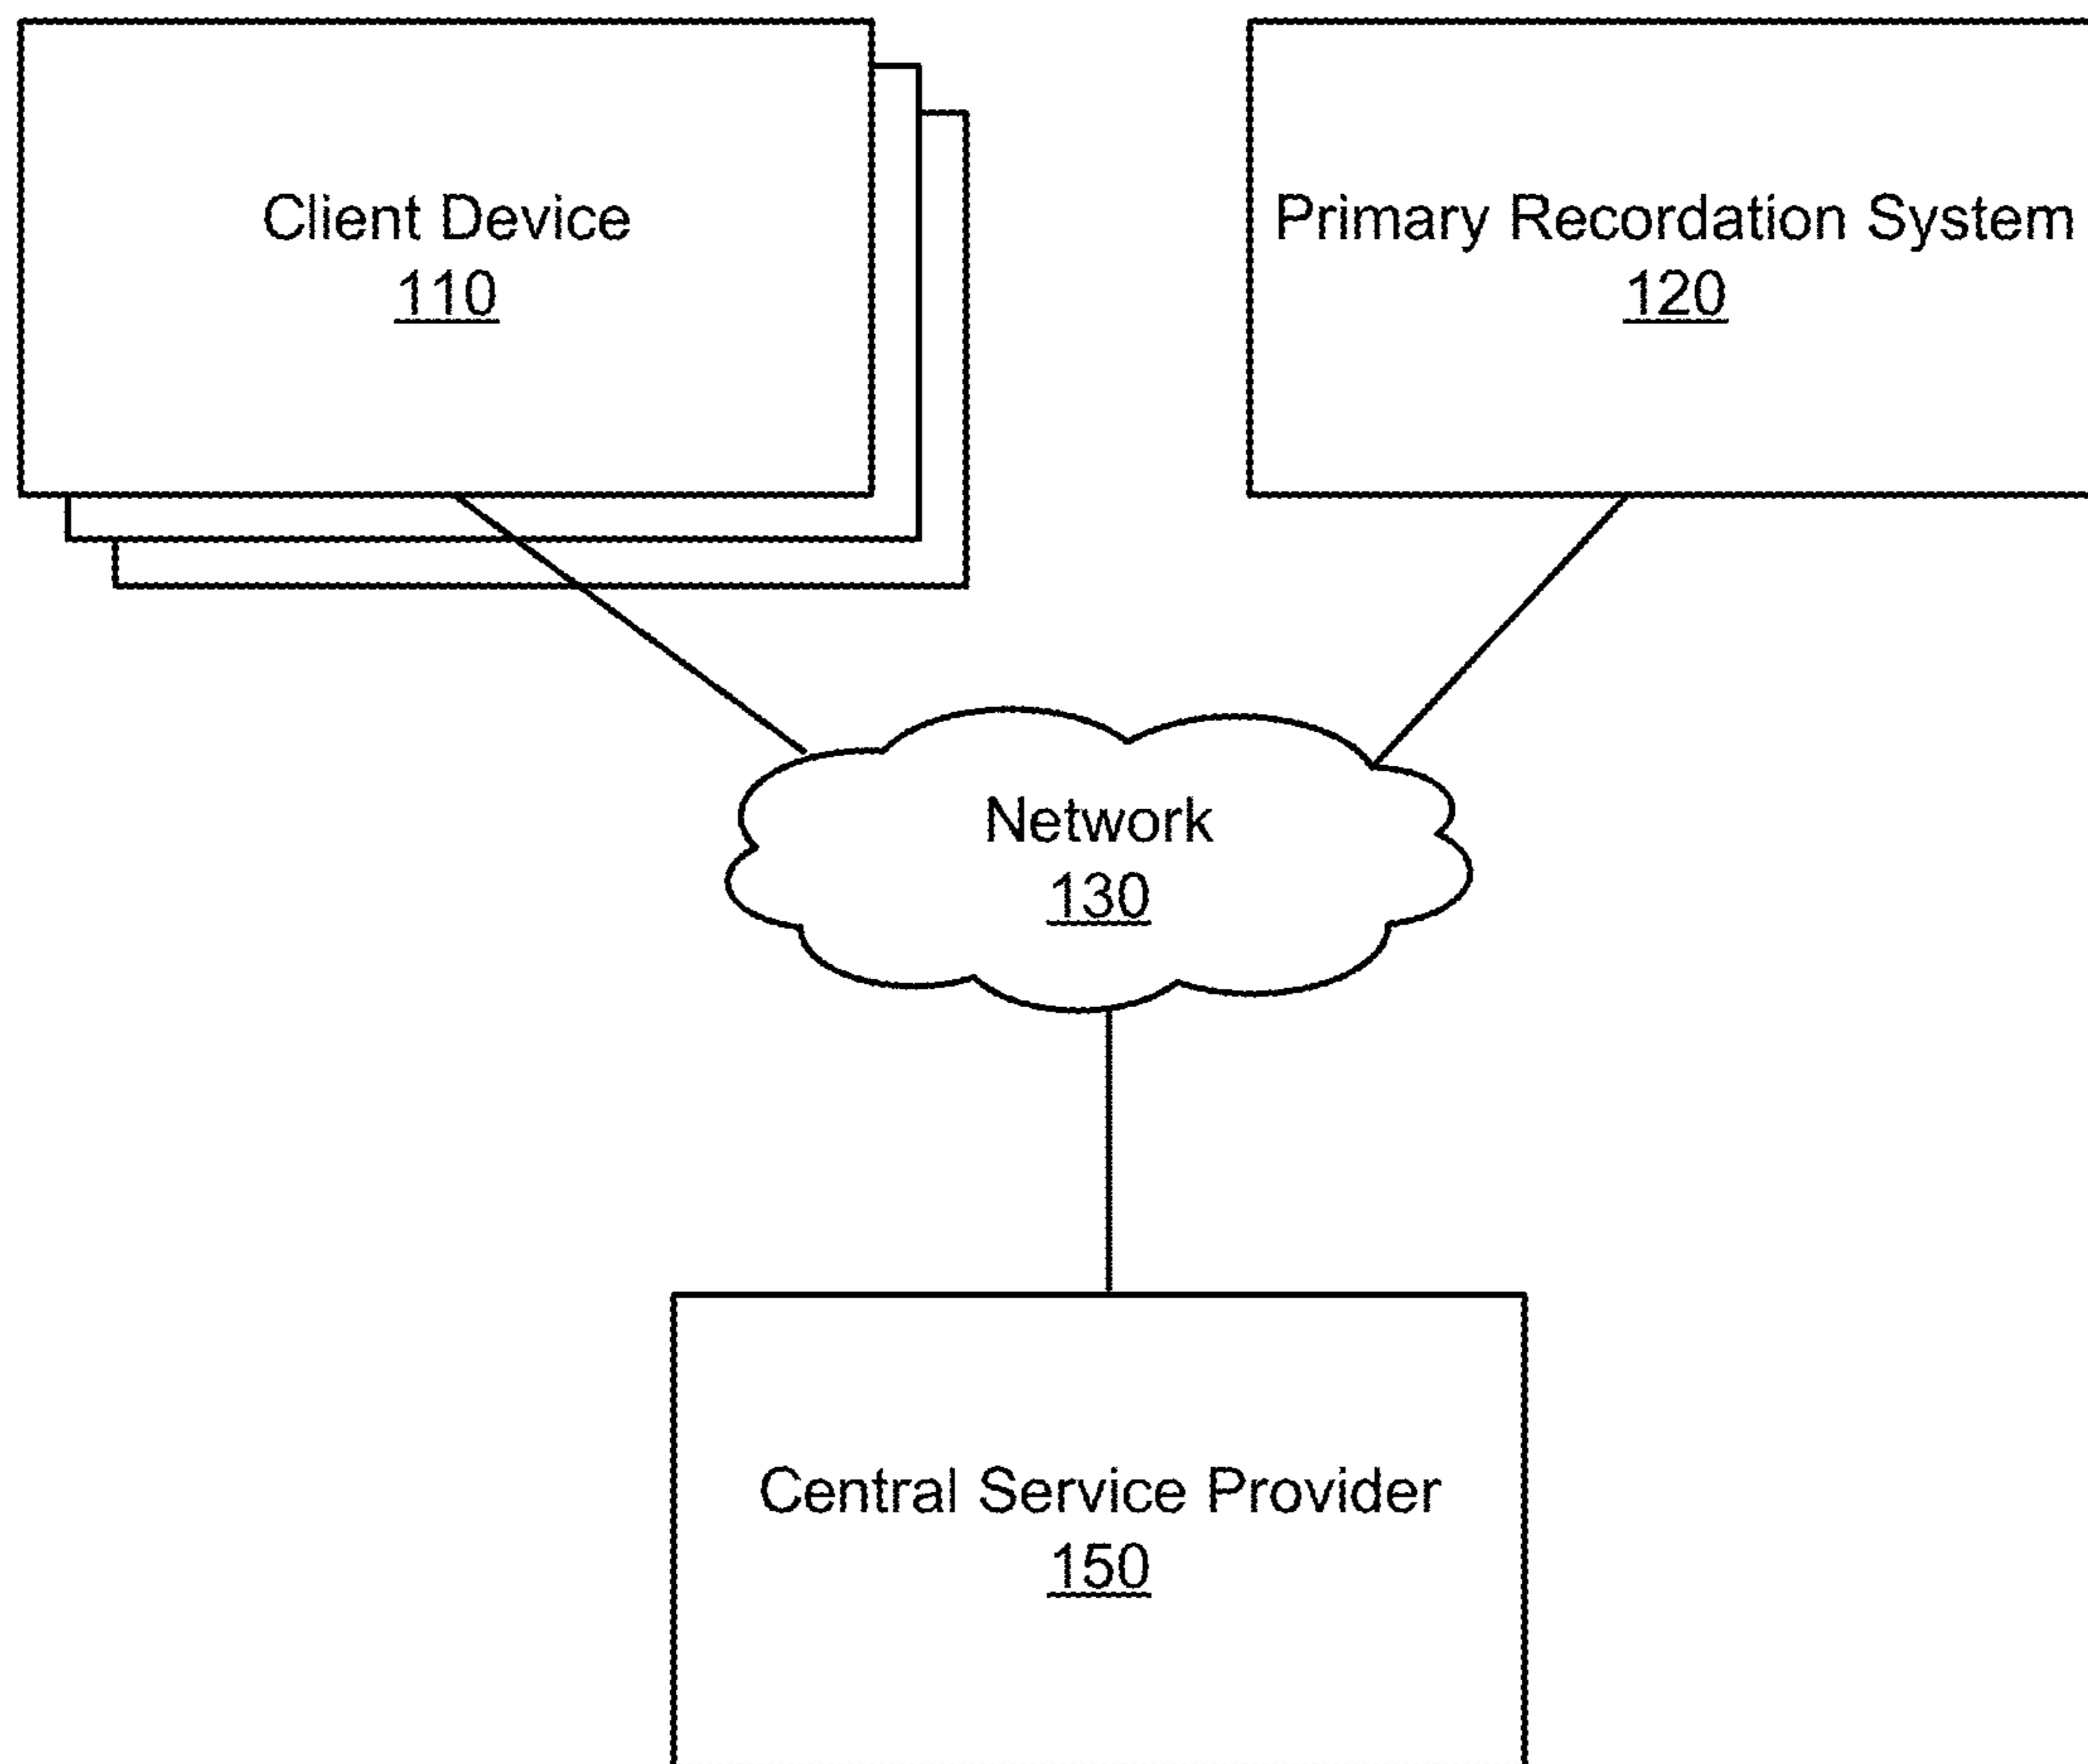 Client Device
110
Primary Recordation System
120
Network
130
Central Service Provider
150